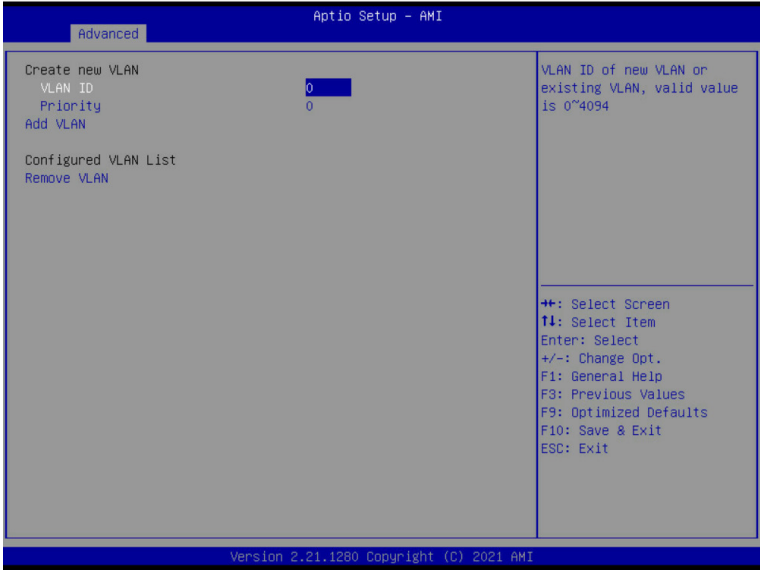 Aptio Setup – AMI
Advanced
Create new VLAN
VLAN ID 0
Priority 0
Add VLAN
Configured VLAN List
Remove VLAN
VLAN ID of new VLAN or
existing VLAN, valid value
is 0~4094
→←: Select Screen
↑↓: Select Item
Enter: Select
+/-: Change Opt.
F1: General Help
F3: Previous Values
F9: Optimized Defaults
F10: Save & Exit
ESC: Exit
Version 2.21.1280 Copyright (C) 2021 AMI